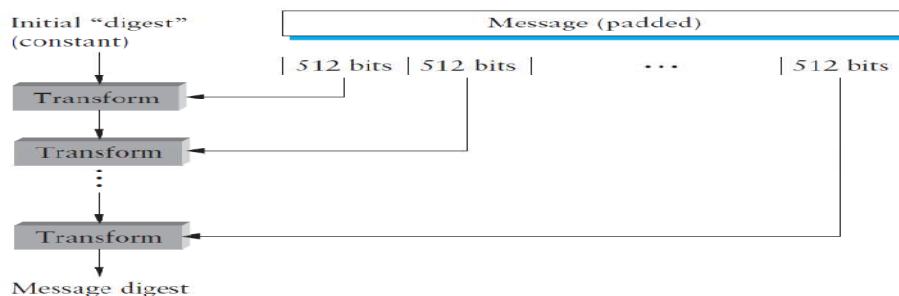 Initial “digest”
(constant)
Message (padded)
512 bits
512 bits
• • •
512 bits
Transform
Transform
Transform
Message digest